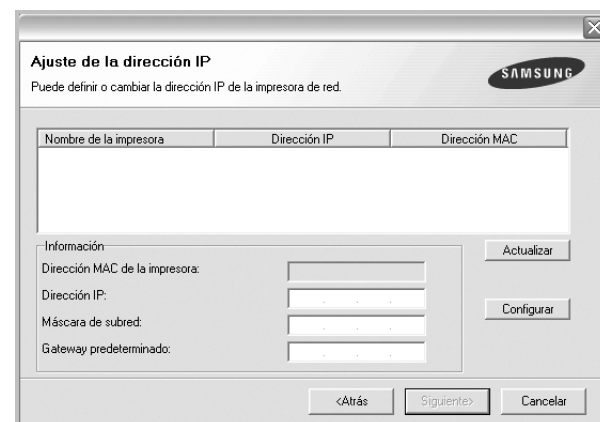 Ajuste de la dirección IP
Puede definir o cambiar la dirección IP de la impresora de red.
SAMSUNG
Nombre de la impresora Dirección IP Dirección MAC
Información
Dirección MAC de la impresora:
Dirección IP:
Máscara de subred:
Gateway predeterminado:
Actualizar
Configurar
<Atrás Siguiente> Cancelar